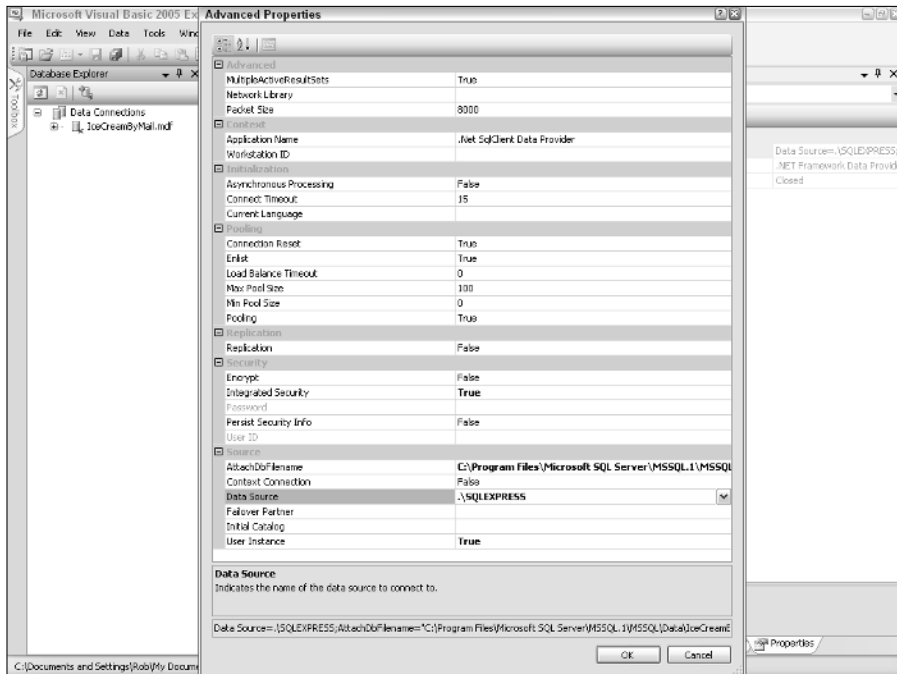 Microsoft Visual Basic 2005 Ex
File Edit View Data Tools
Toolbox
Database Explorer
Data Connections
IceCreamByMail.mdf
Advanced Properties
Advanced
MultipleActiveResultSets True
Network Library
Packet Size 8000
Context
Application Name .Net SqlClient Data Provider
Workstation ID
Initialization
Asynchronous Processing False
Connect Timeout 15
Current Language
Pooling
Connection Reset True
Enlist True
Load Balance Timeout 0
Max Pool Size 100
Min Pool Size 0
Pooling True
Replication
Replication False
Security
Encrypt False
Integrated Security True
Password
Persist Security Info False
User ID
Source
AttachDbFilename C:\Program Files\Microsoft SQL Server\MSSQL.1\MSSQL
Context Connection False
Data Source .\SQLEXPRESS
Failover Partner
Initial Catalog
User Instance True
Data Source
Indicates the name of the data source to connect to.
Data Source=.\SQLEXPRESS;AttachDbFilename="C:\Program Files\Microsoft SQL Server\MSSQL.1\MSSQL\Data\IceCreamB
OK Cancel
Data Source=.\SQLEXPRESS;
.NET Framework Data Provid
Closed
Properties
C:\Documents and Settings\Rob\My Docume